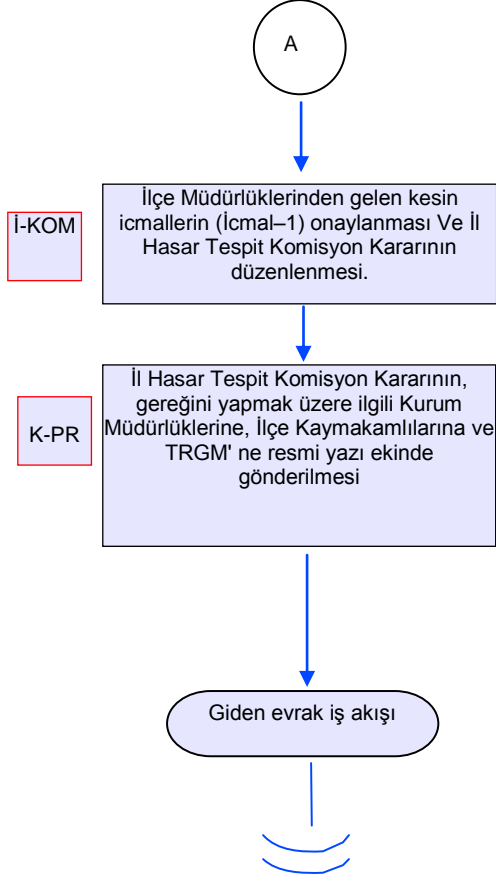 A
İ-KOM
İlçe Müdürlüklerinden gelen kesin
icmallerin (İcmal–1) onaylanması Ve İl
Hasar Tespit Komisyon Kararının
düzenlenmesi.
K-PR
İl Hasar Tespit Komisyon Kararının,
gereğini yapmak üzere ilgili Kurum
Müdürlüklerine, İlçe Kaymakamlılarına ve
TRGM' ne resmi yazı ekinde
gönderilmesi
Giden evrak iş akışı